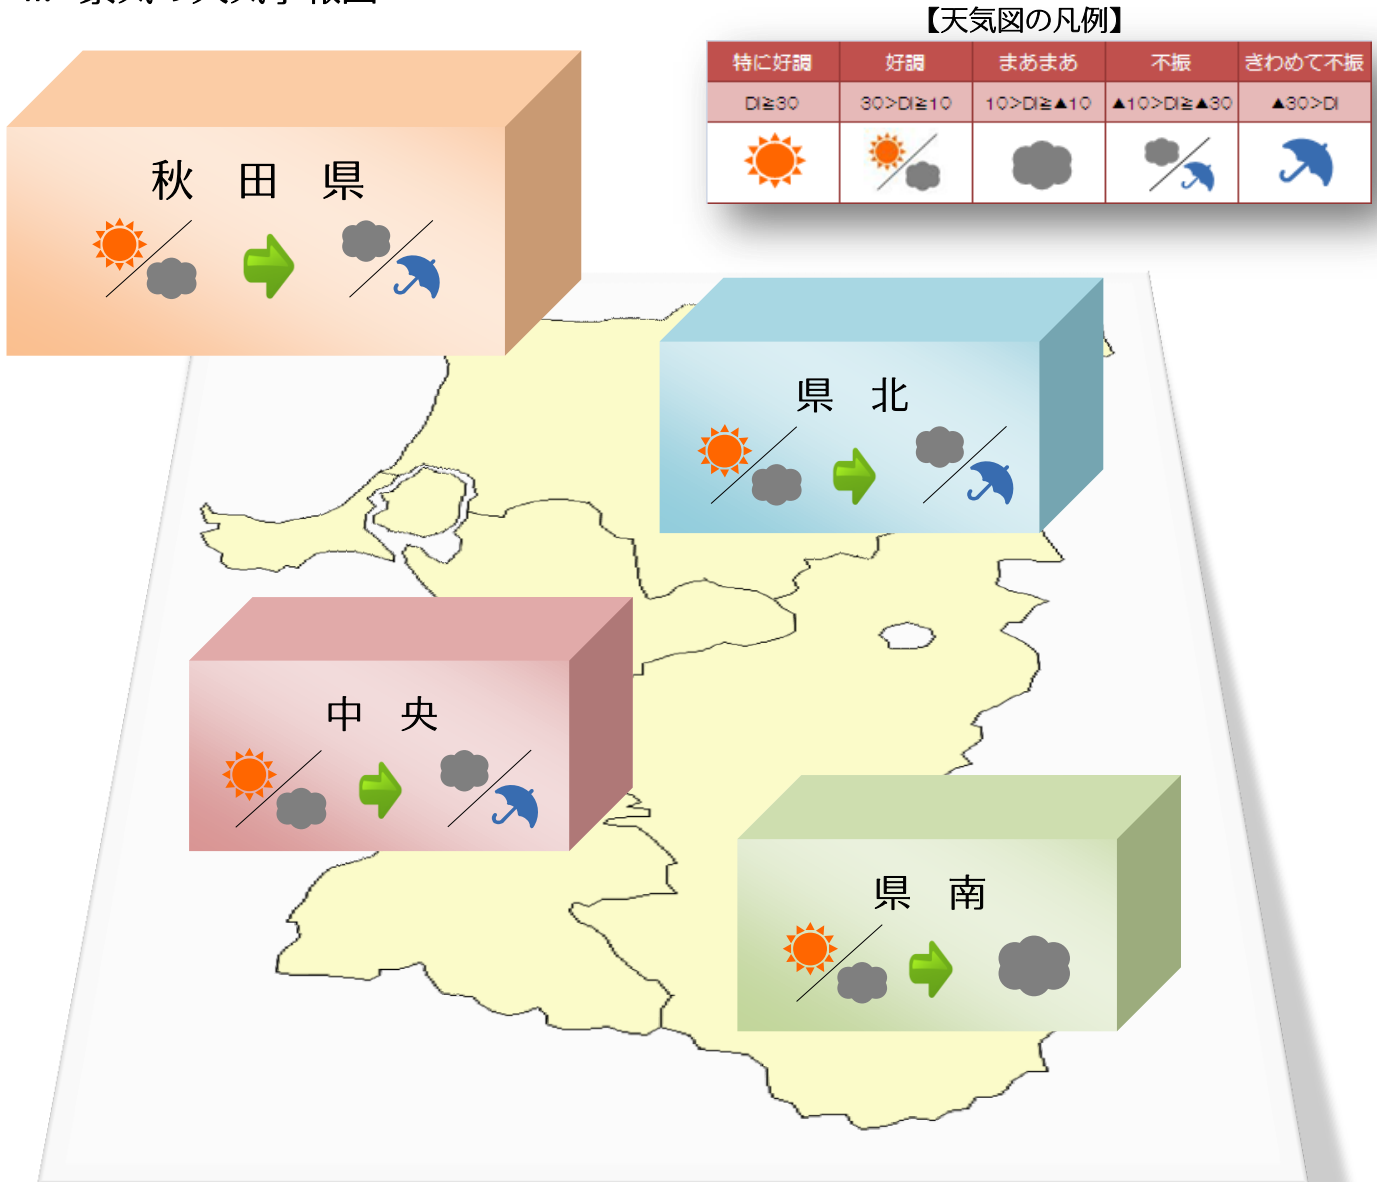 【天気図の凡例】
特に好調 好調 まあまあ 不振 きわめて不振
DI≧30 30>DI≧10 10>DI≧▲10 ▲10>DI≧▲30 ▲30>DI
秋 田 県
県 北
中 央
県 南